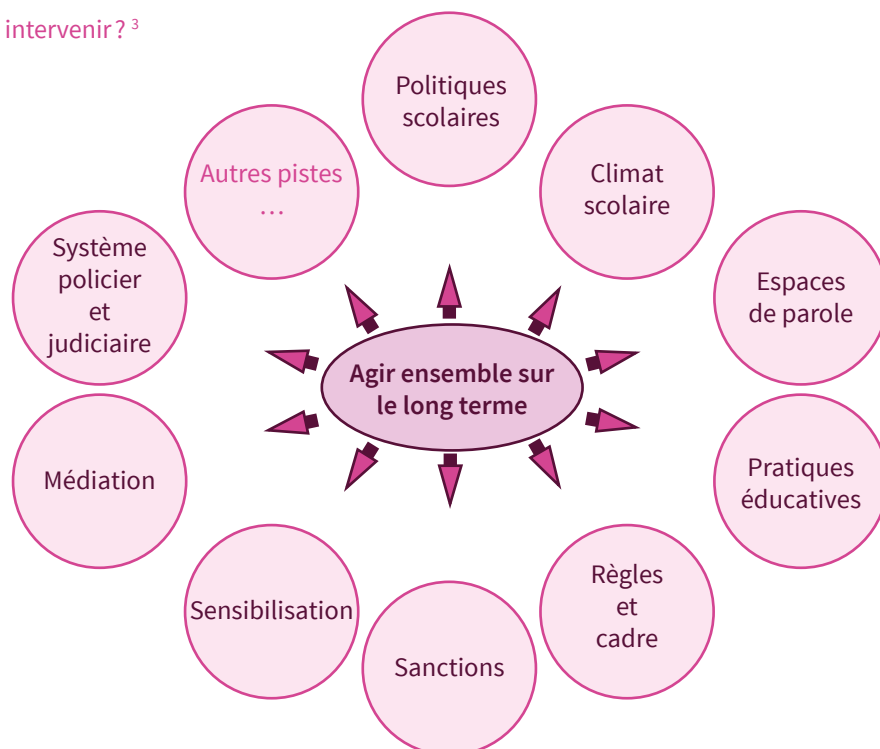 intervenir ? ³
Politiques
scolaires
Climat
scolaire
Espaces
de parole
Pratiques
éducatives
Règles
et
cadre
Sanctions
Sensibilisation
Médiation
Système
policier
et
judiciaire
Autres pistes
...
Agir ensemble sur
le long terme